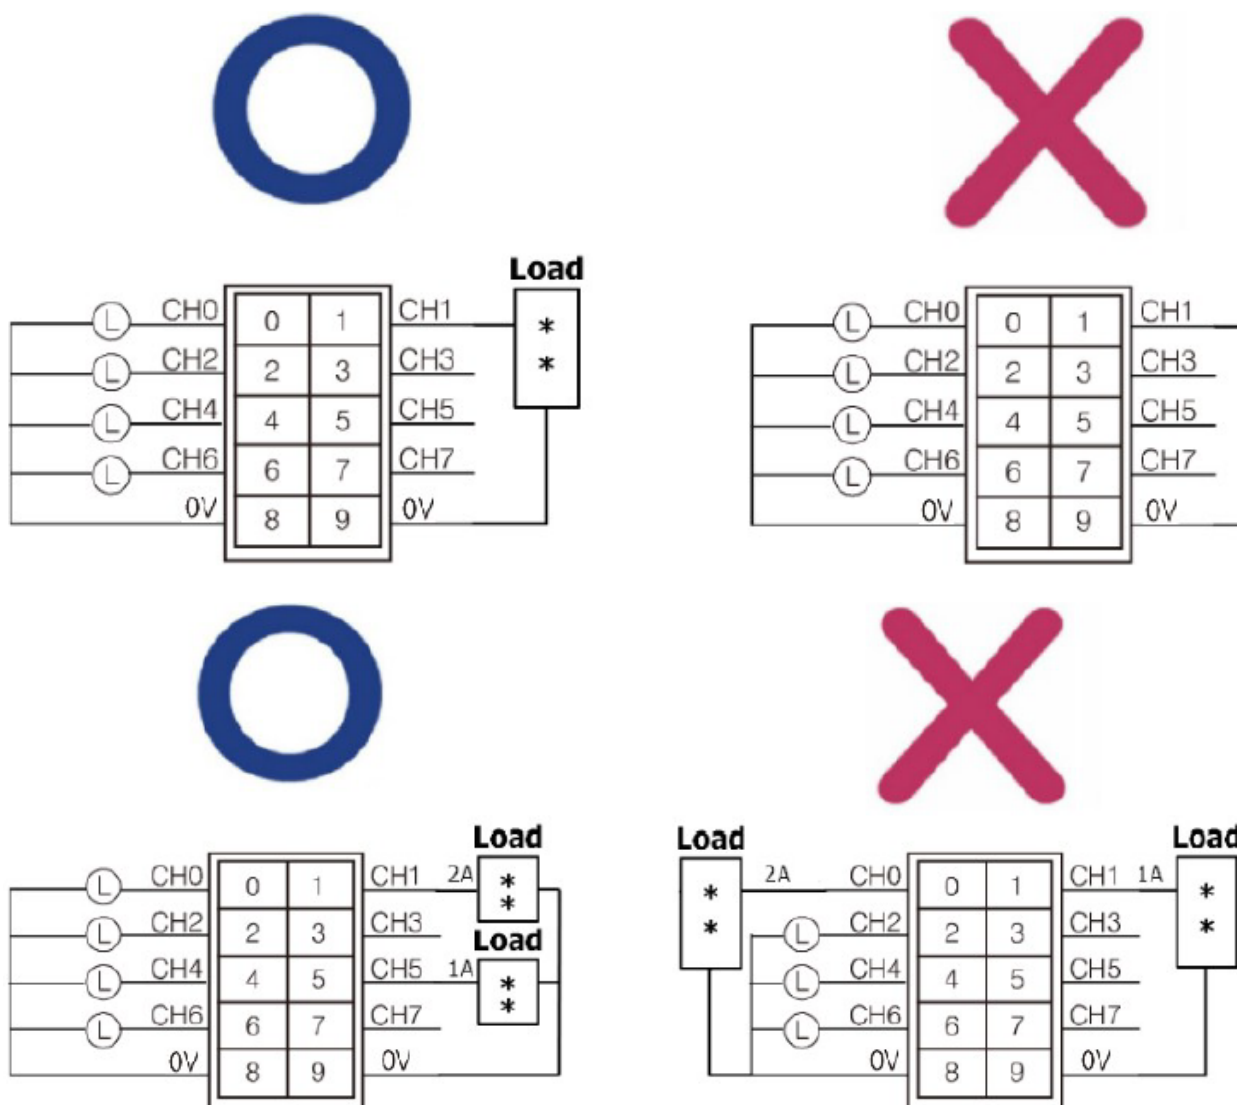 Load
CH0 0 1 CH1 * *
L CH2 2 3 CH3
L CH4 4 5 CH5
L CH6 6 7 CH7
L 0V 8 9 0V
L CH0 0 1 CH1
L CH2 2 3 CH3
L CH4 4 5 CH5
L CH6 6 7 CH7
0V 8 9 0V
Load
L CH0 0 1 CH1 2A * *
L CH2 2 3 CH3 Load
L CH4 4 5 CH5 1A * *
L CH6 6 7 CH7
0V 8 9 0V
Load Load
* * 2A CH0 0 1 CH1 1A * *
L CH2 2 3 CH3
L CH4 4 5 CH5
L CH6 6 7 CH7
0V 8 9 0V